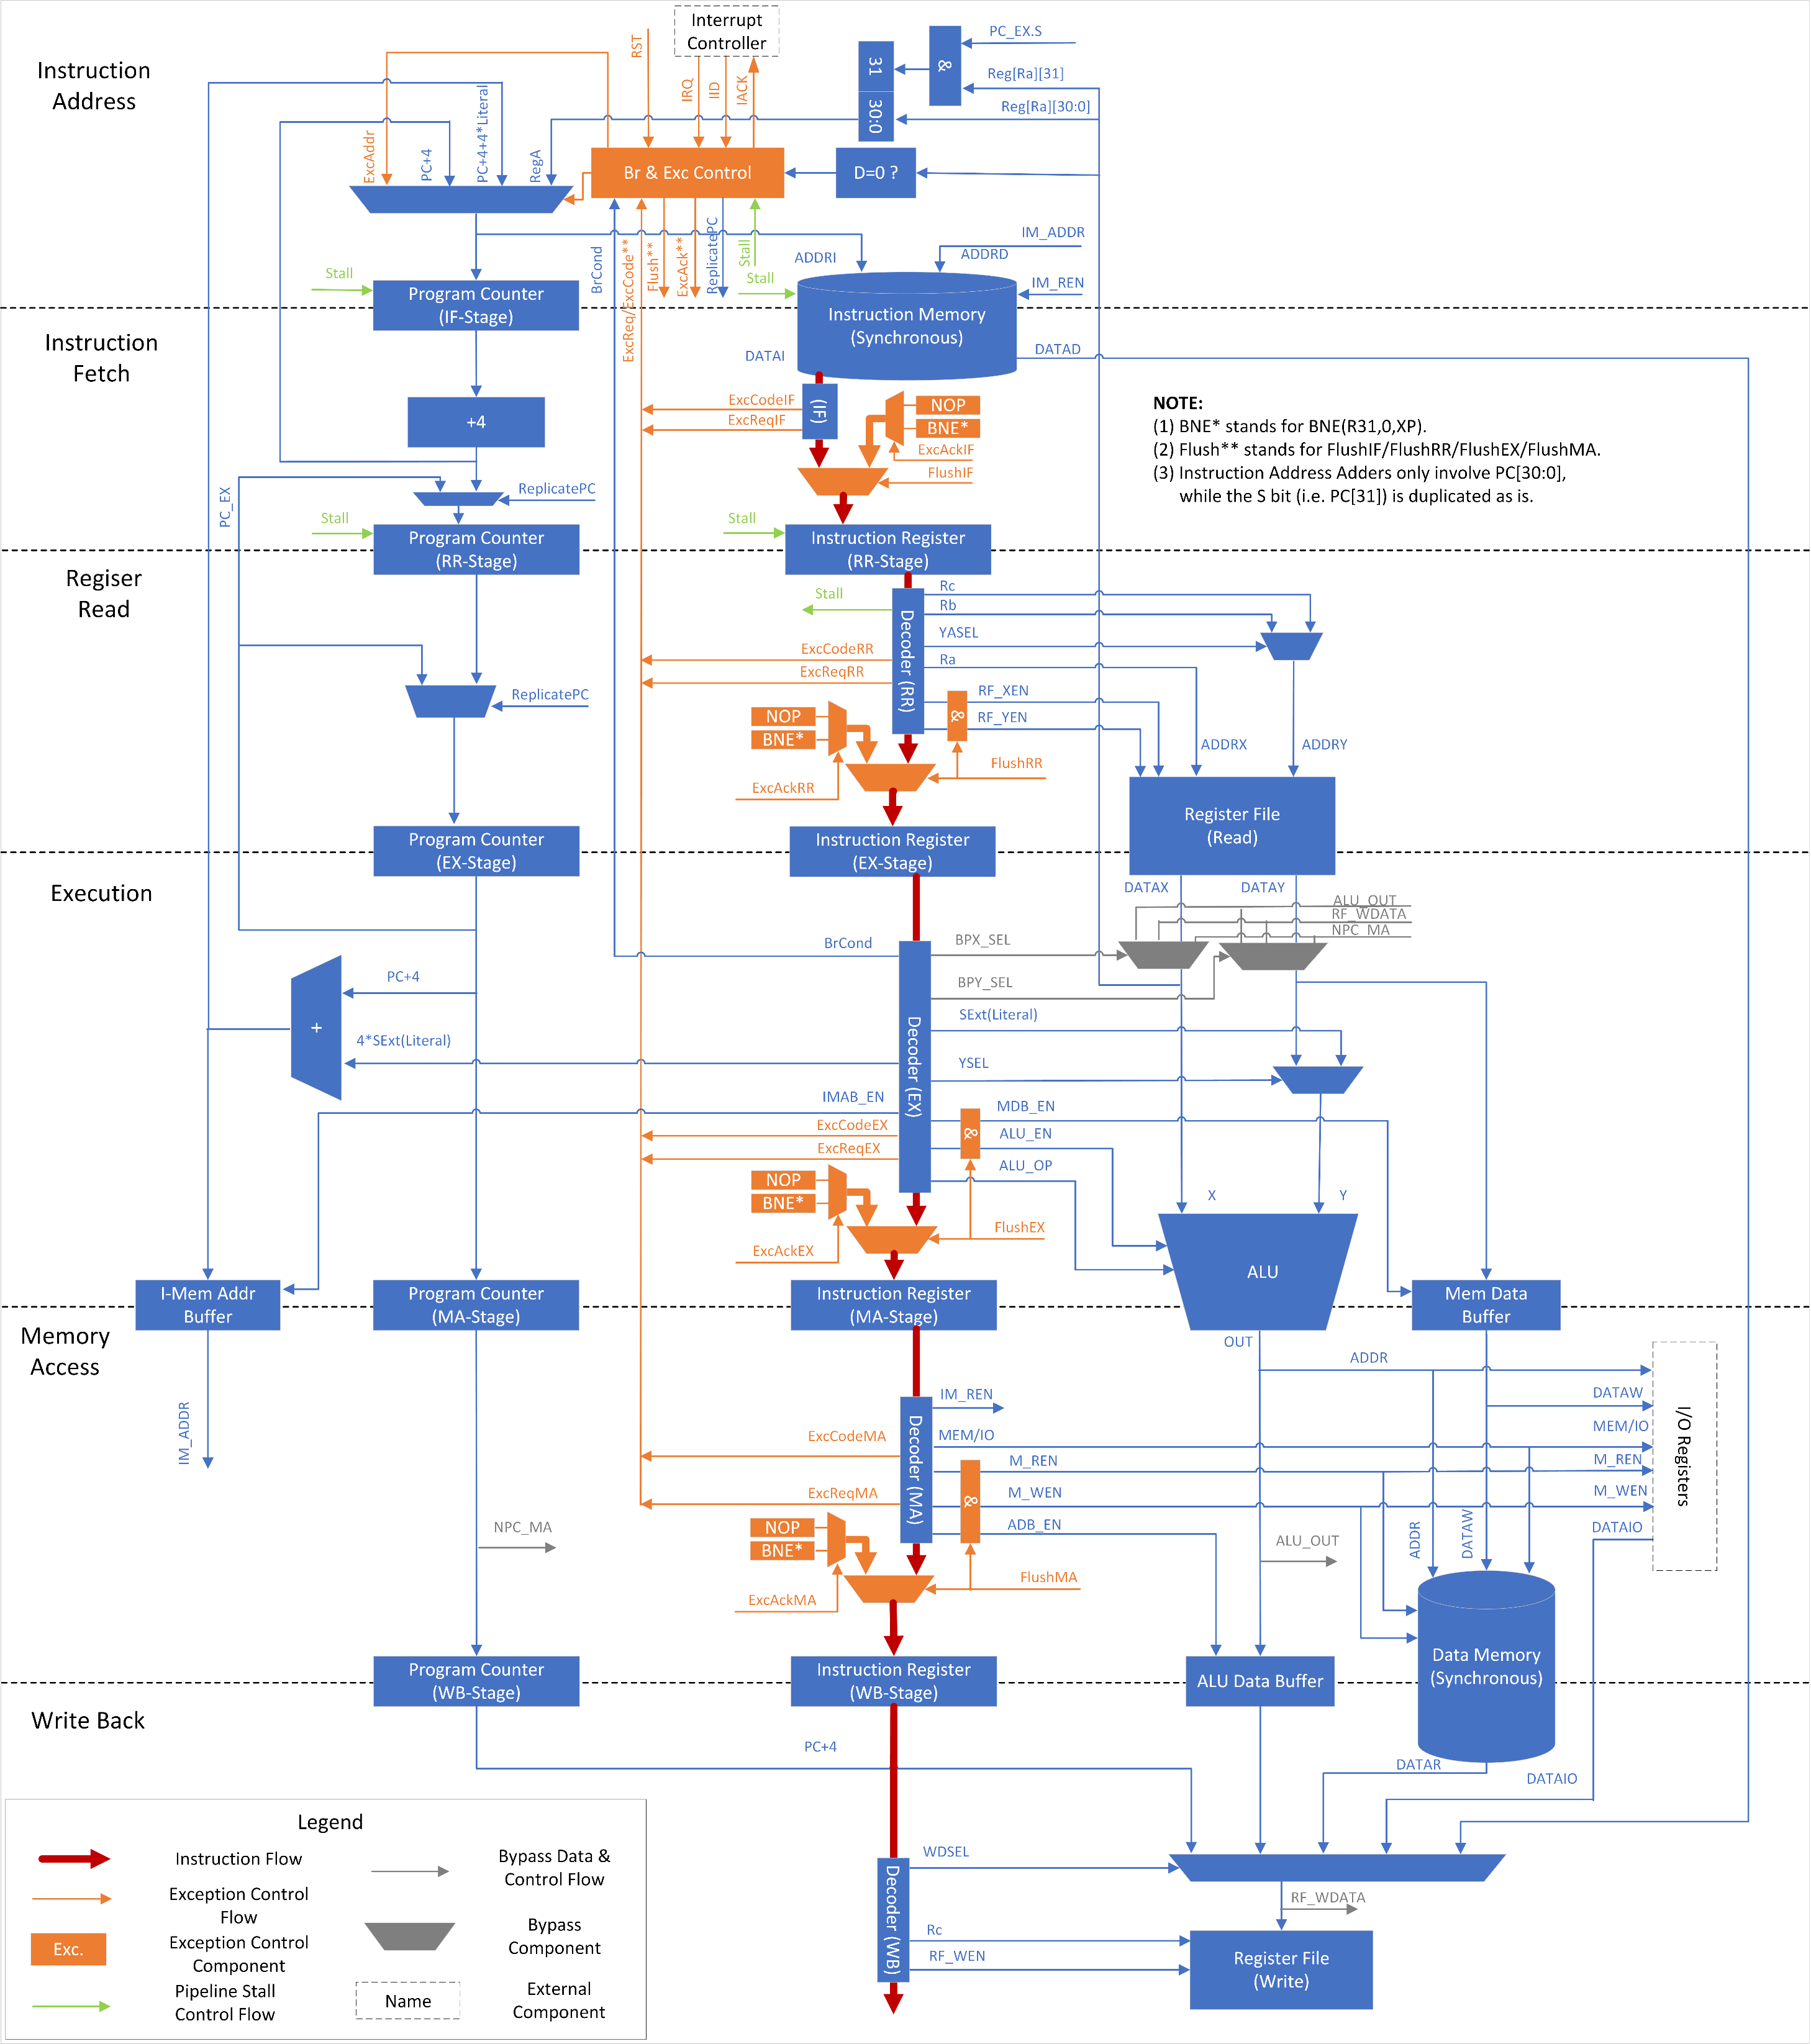 Instruction
Address
Interrupt
Controller
RST
IRQ
IID
IACK
31
30:0
&
PC_EX.S
Reg[Ra][31]
Reg[Ra][30:0]
ExcAddr
PC+4
PC+4+4*Literal
RegA
Br & Exc Control
D=0 ?
BrCond
ExcReq/ExcCode**
Flush**
ExcAck**
ReplicatePC
Stall
Stall
Stall
ADDRI
ADDRD
IM_ADDR
IM_REN
Program Counter
(IF-Stage)
Instruction Memory
(Synchronous)
Instruction
Fetch
DATAI
DATAD
+4
(IF)
ExcCodeIF
ExcReqIF
NOP
BNE*
ExcAckIF
FlushIF
NOTE:
(1) BNE* stands for BNE(R31,0,XP).
(2) Flush** stands for FlushIF/FlushRR/FlushEX/FlushMA.
(3) Instruction Address Adders only involve PC[30:0],
while the S bit (i.e. PC[31]) is duplicated as is.
PC_EX
ReplicatePC
Stall
Stall
Program Counter
(RR-Stage)
Instruction Register
(RR-Stage)
Regiser
Read
Stall
Decoder (RR)
Rc
Rb
YASEL
Ra
RF_XEN
RF_YEN
ExcCodeRR
ExcReqRR
ReplicatePC
NOP
BNE*
&
ExcAckRR
FlushRR
ADDRX
ADDRY
Register File
(Read)
Program Counter
(EX-Stage)
Instruction Register
(EX-Stage)
Execution
DATAX
DATAY
ALU_OUT
RF_WDATA
NPC_MA
BrCond
BPX_SEL
BPY_SEL
PC+4
+
4*SExt(Literal)
Decoder (EX)
SExt(Literal)
YSEL
IMAB_EN
ExcCodeEX
ExcReqEX
MDB_EN
ALU_EN
ALU_OP
&
NOP
BNE*
ExcAckEX
FlushEX
X
Y
ALU
I-Mem Addr
Buffer
Program Counter
(MA-Stage)
Instruction Register
(MA-Stage)
Mem Data
Buffer
Memory
Access
OUT
ADDR
DATAW
MEM/IO
M_REN
M_WEN
DATAIO
I/O Registers
IM_ADDR
Decoder (MA)
IM_REN
MEM/IO
M_REN
M_WEN
ADB_EN
&
ExcCodeMA
ExcReqMA
NOP
BNE*
ExcAckMA
FlushMA
NPC_MA
ALU_OUT
ADDR
DATAW
Data Memory
(Synchronous)
Program Counter
(WB-Stage)
Instruction Register
(WB-Stage)
ALU Data Buffer
Write Back
PC+4
DATAR
DATAIO
Decoder (WB)
WDSEL
RF_WDATA
Rc
RF_WEN
Register File
(Write)
Legend
Instruction Flow
Exception Control
Flow
Exc.
Exception Control
Component
Pipeline Stall
Control Flow
Bypass Data &
Control Flow
Bypass
Component
Name
External
Component